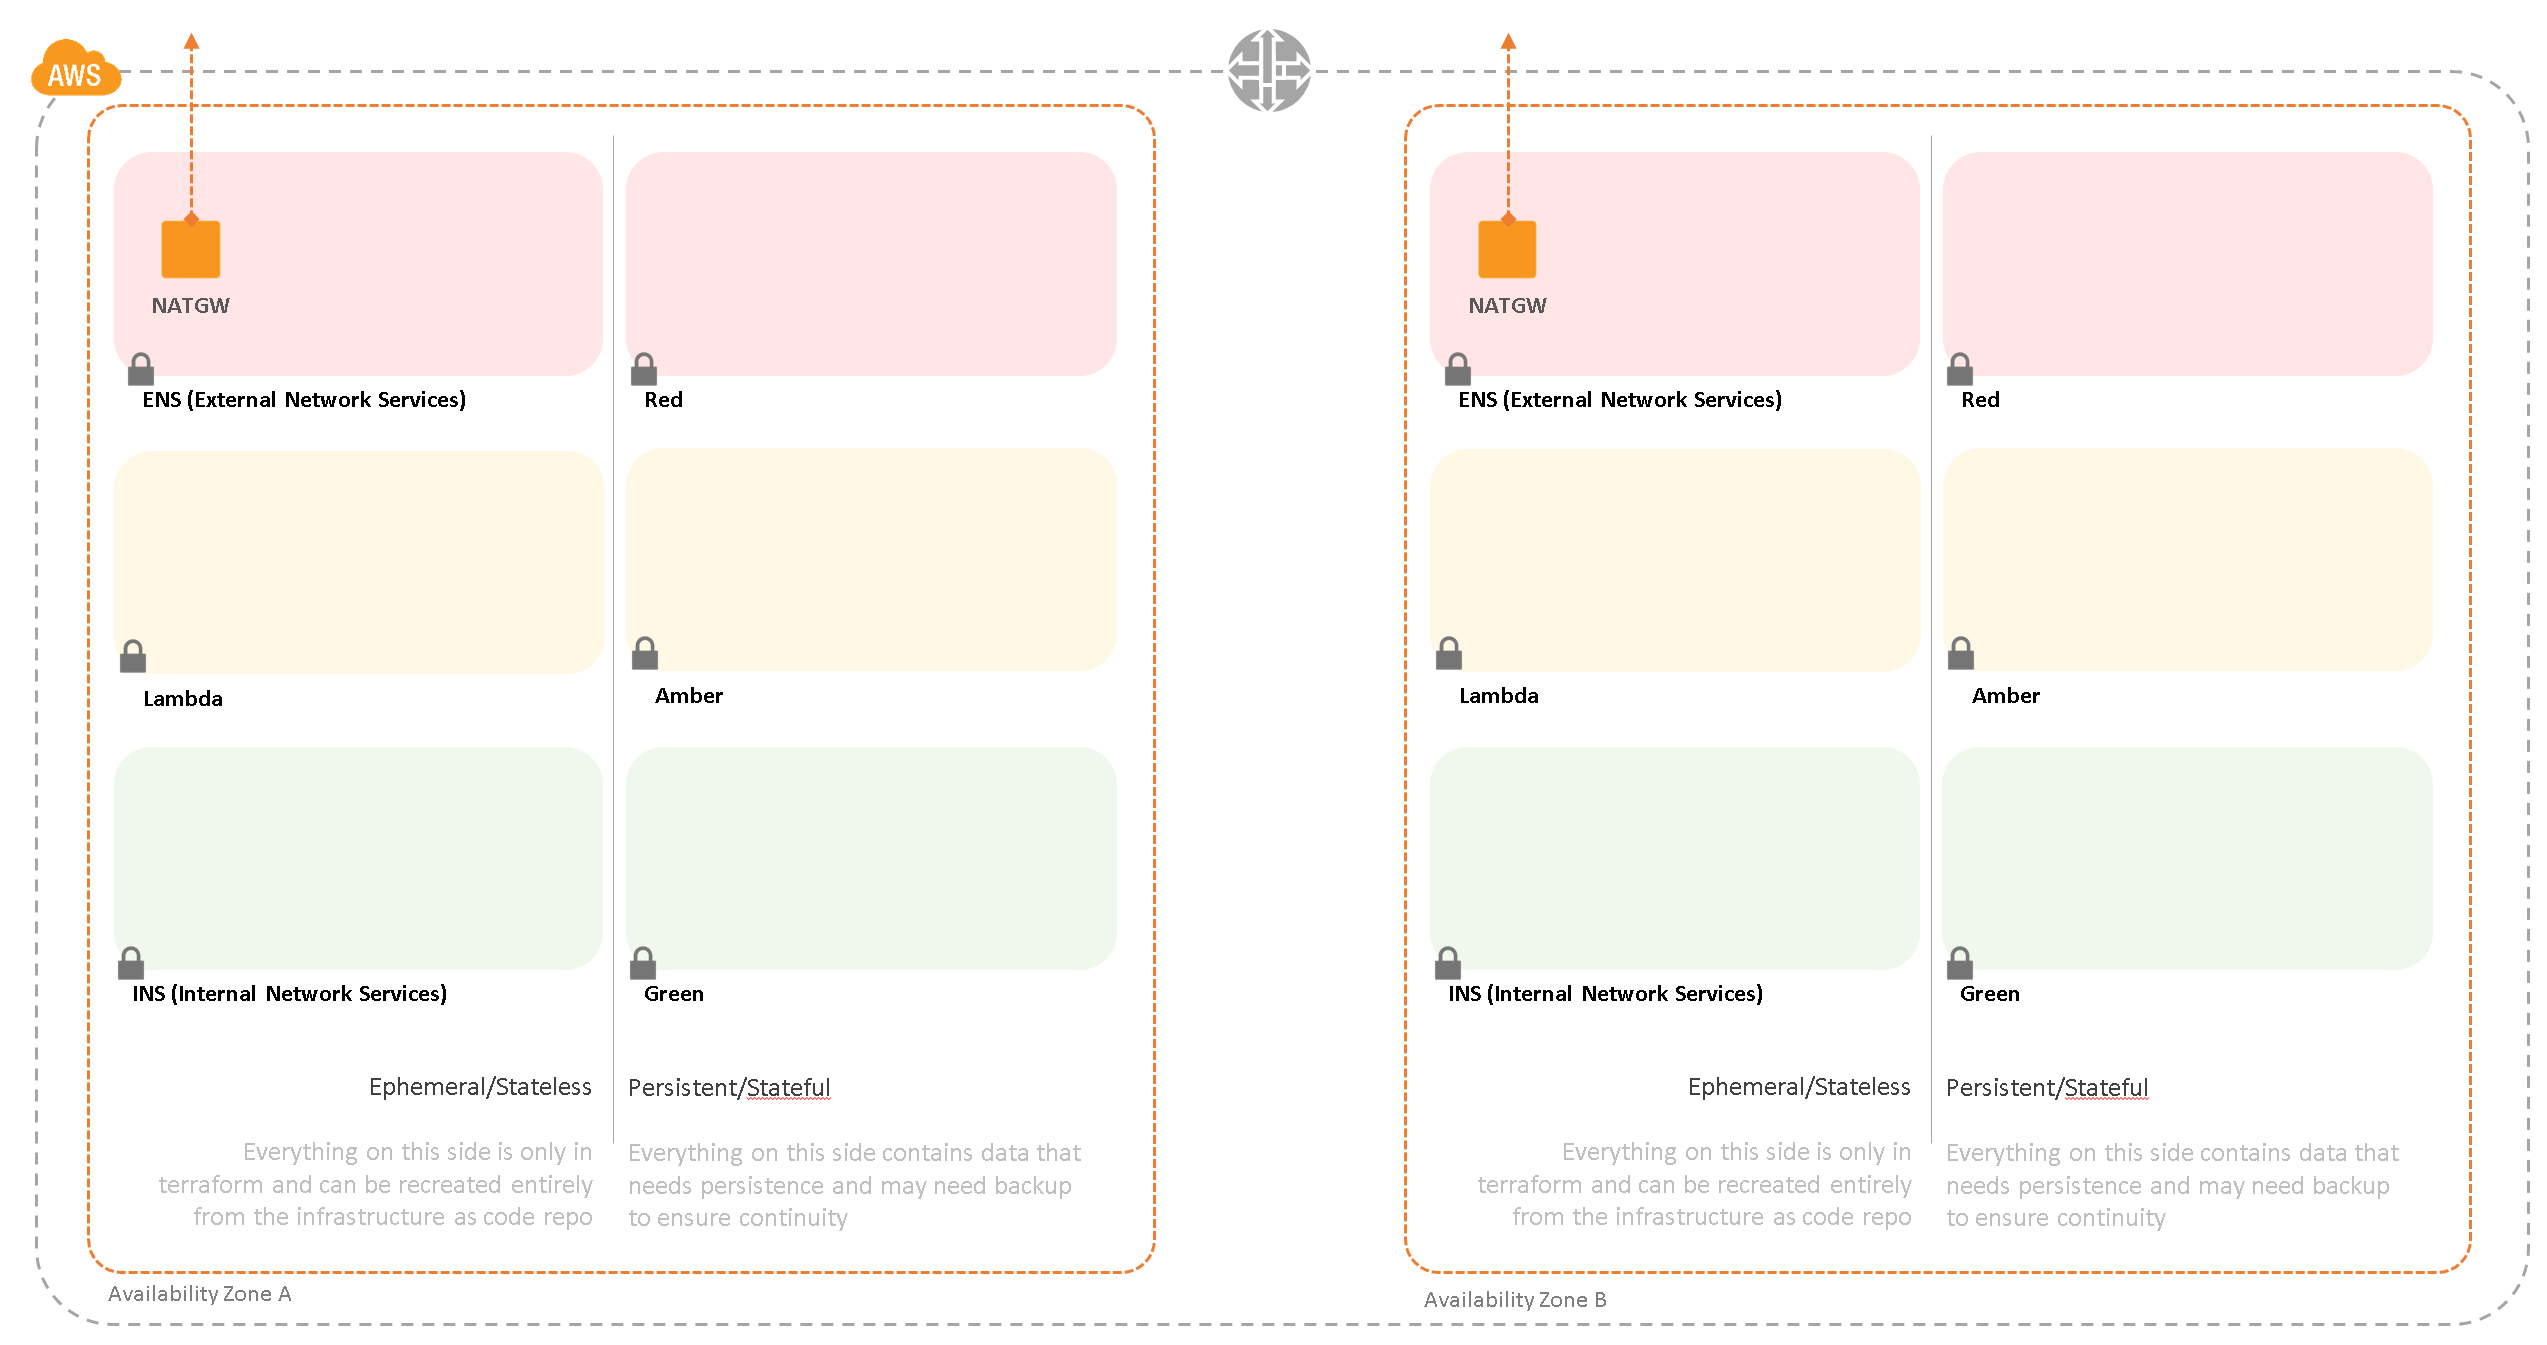 AWS
NATGW
ENS (External Network Services)
Red
Lambda
Amber
INS (Internal Network Services)
Green
Ephemeral/Stateless
Persistent/Stateful
Everything on this side is only in
terraform and can be recreated entirely
from the infrastructure as code repo
Everything on this side contains data that
needs persistence and may need backup
to ensure continuity
Availability Zone A
NATGW
ENS (External Network Services)
Red
Lambda
Amber
INS (Internal Network Services)
Green
Ephemeral/Stateless
Persistent/Stateful
Everything on this side is only in
terraform and can be recreated entirely
from the infrastructure as code repo
Everything on this side contains data that
needs persistence and may need backup
to ensure continuity
Availability Zone B